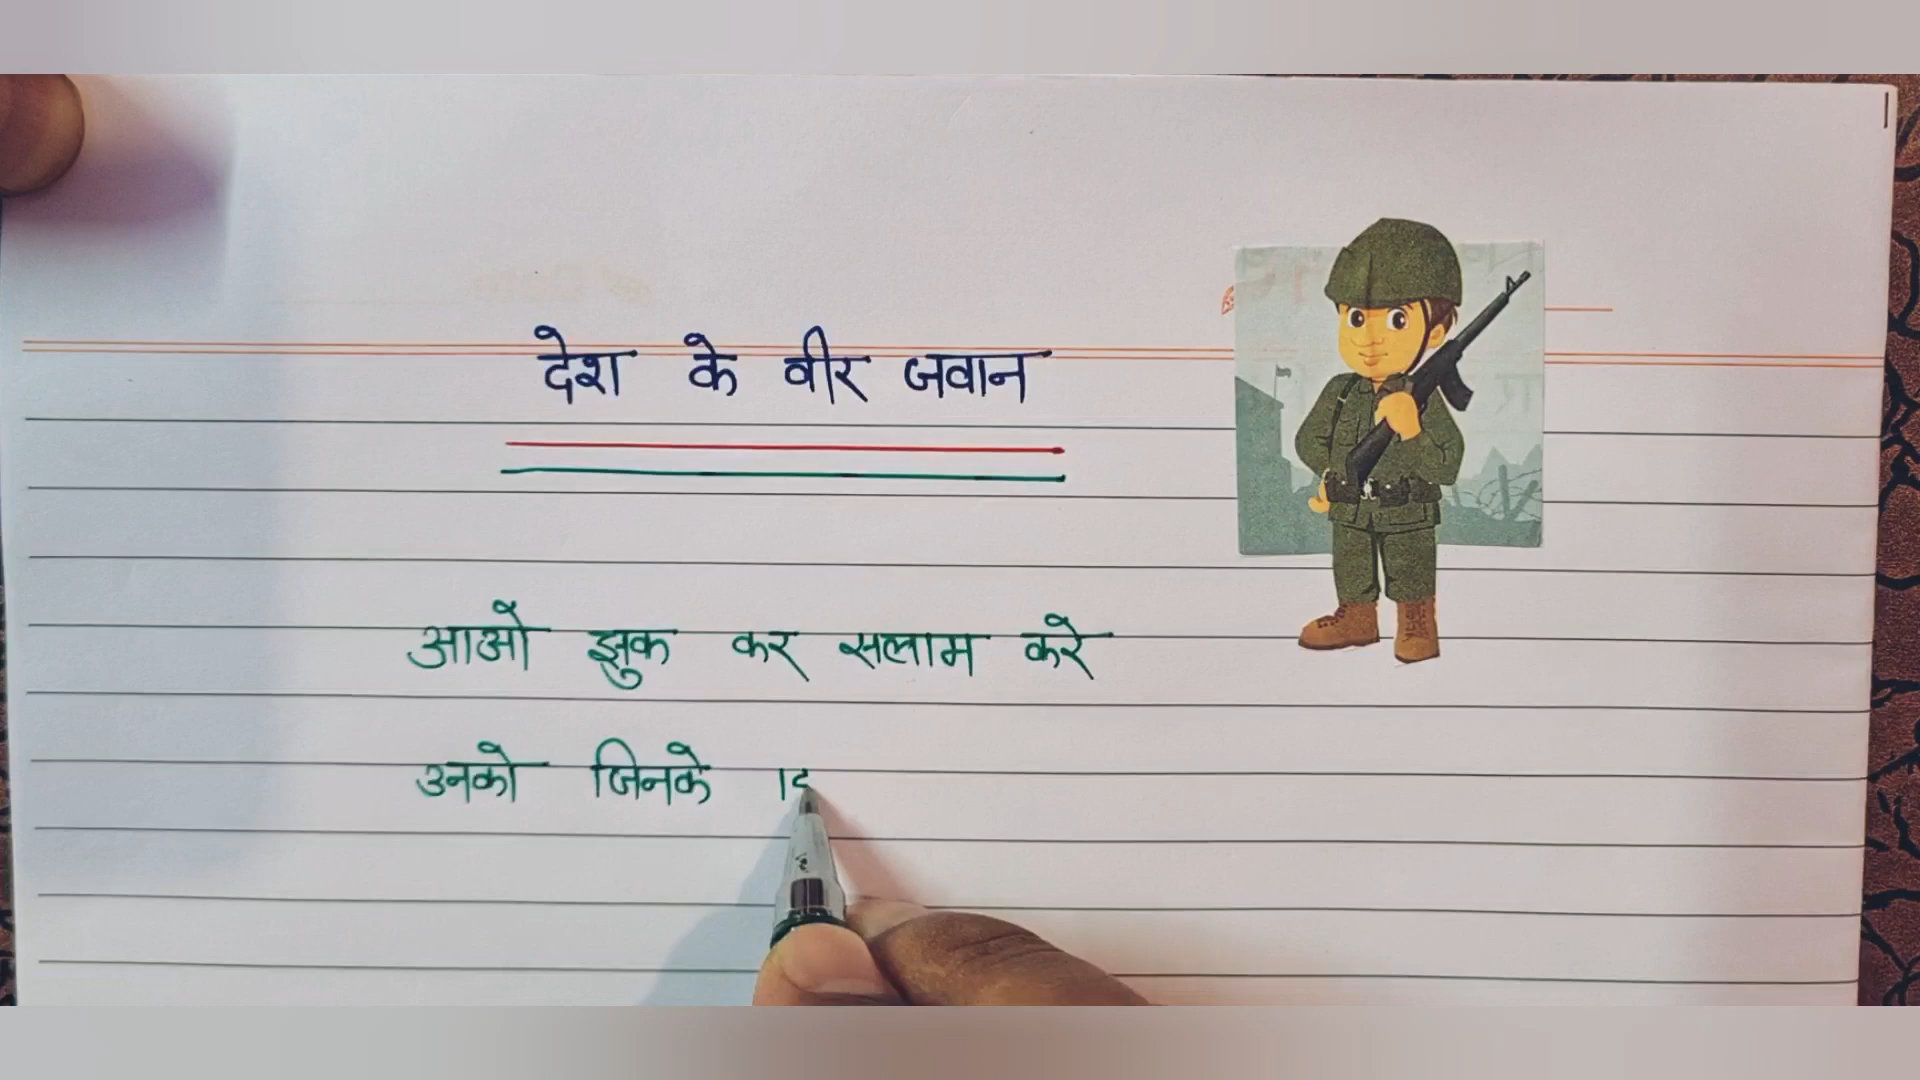 देश के वीर जवान
आओ झुक कर सलाम करे
उनको जिनके